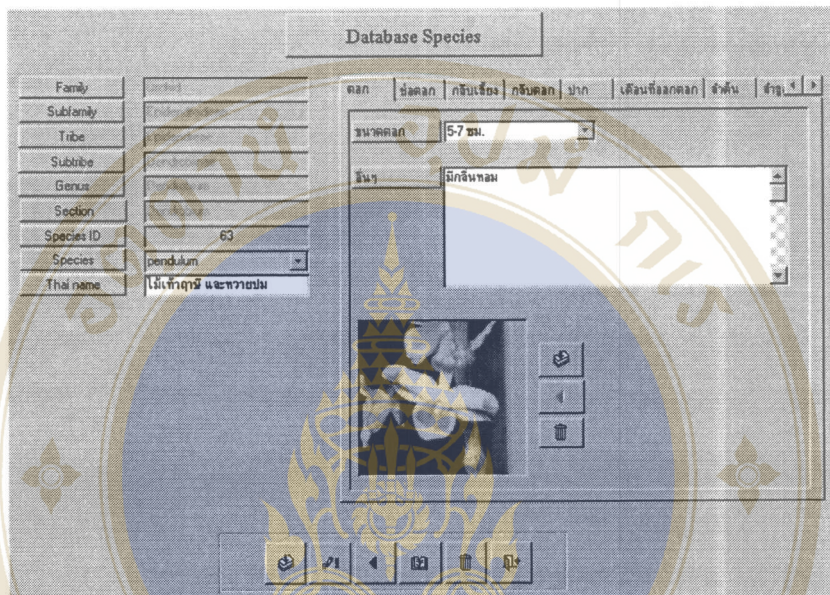 Database Species
Family
Subfamily
Tribe
Subtribe
Genus
Section
Species ID 63
Species pendulum
Thai name ไม้เท้าฤาษี และหวายปม
ดอก ช่อดอก กลีบเลี้ยง กลีบดอก ปาก เดือนที่ออกดอก ลำต้น
ขนาดดอก 5-7 ซม.
อื่นๆ มีกลิ่นหอม